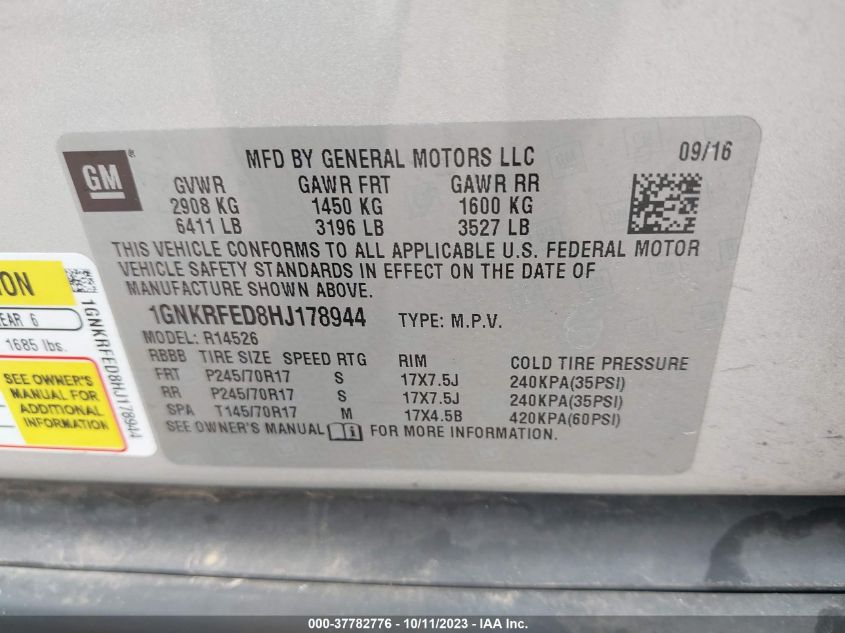 GM
MFD BY GENERAL MOTORS LLC 09/16
GVWR GAWR FRT GAWR RR
2908 KG 1450 KG 1600 KG
6411 LB 3196 LB 3527 LB
THIS VEHICLE CONFORMS TO ALL APPLICABLE U.S. FEDERAL MOTOR
VEHICLE SAFETY STANDARDS IN EFFECT ON THE DATE OF
MANUFACTURE SHOWN ABOVE.
1GNKRFED8HJ178944 TYPE: M.P.V.
MODEL: R14526
RBBB TIRE SIZE SPEED RTG RIM COLD TIRE PRESSURE
FRT P245/70R17 S 17X7.5J 240KPA(35PSI)
RR P245/70R17 S 17X7.5J 240KPA(35PSI)
SPA T145/70R17 M 17X4.5B 420KPA(60PSI)
SEE OWNER'S MANUAL FOR MORE INFORMATION.
1685 lbs.
SEE OWNER'S
MANUAL FOR
ADDITIONAL
INFORMATION
1GNKRFED8HJ178944
000-37782776 - 10/11/2023 - IAA Inc.